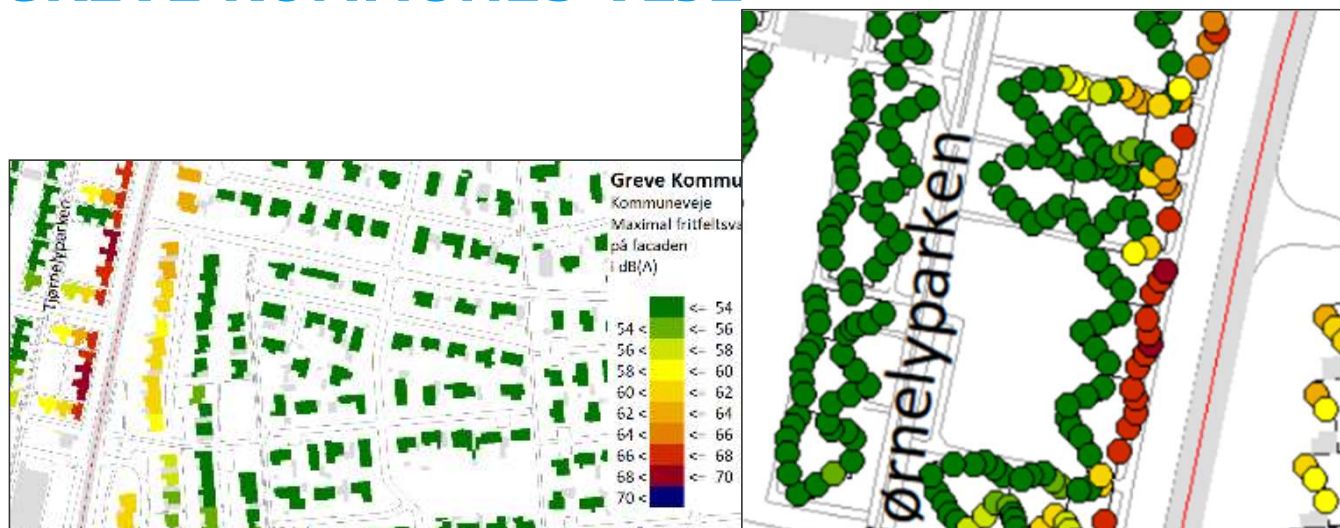 Tjørnelyparken
Greve Kommu
Kommuneveje
Maximal fritfeltsva
på facaden
i dB(A)
<= 54
54 < <= 56
56 < <= 58
58 < <= 60
60 < <= 62
62 < <= 64
64 < <= 66
66 < <= 68
68 < <= 70
70 <
ørnelyparken